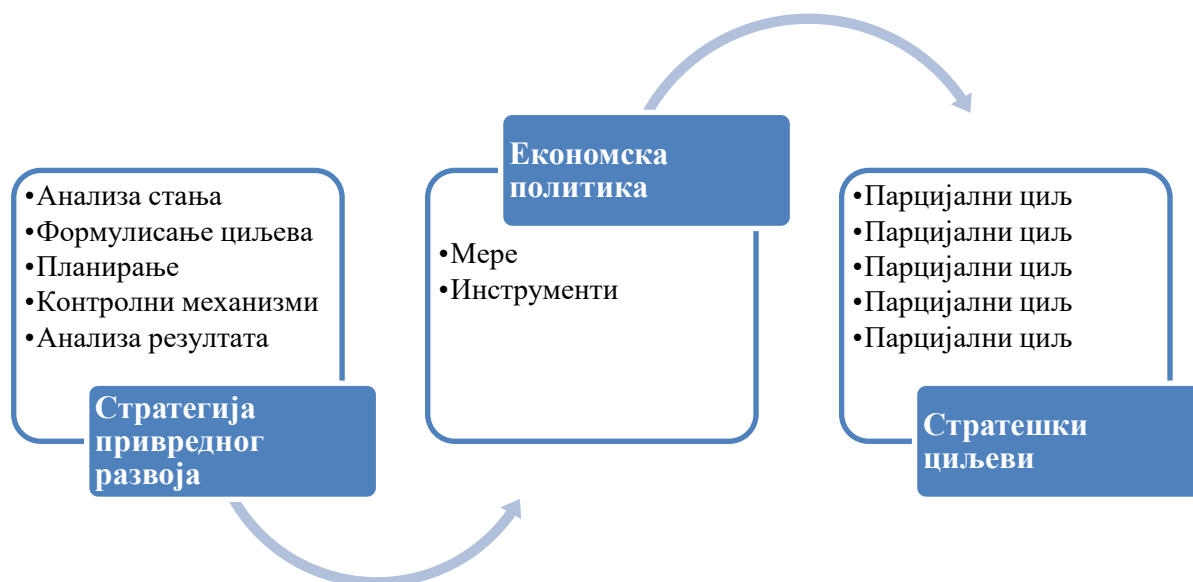 •Анализа стања
•Формулисање циљева
•Планирање
•Контролни механизми
•Анализа резултата
Стратегија
привредног
развоја
Економска
политика
•Мере
•Инструменти
•Парцијални циљ
•Парцијални циљ
•Парцијални циљ
•Парцијални циљ
•Парцијални циљ
Стратешки
циљеви